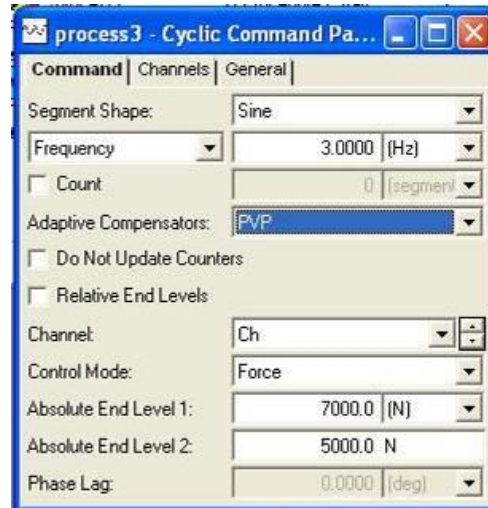 process3 - Cyclic Command Pa...
Command Channels General
Segment Shape: Sine
Frequency 3.0000 (Hz)
Count 0 (segment
Adaptive Compensators: PVP
Do Not Update Counters
Relative End Levels
Channel: Ch
Control Mode: Force
Absolute End Level 1: 7000.0 (N)
Absolute End Level 2: 5000.0 N
Phase Lag: 0.0000 (deg)